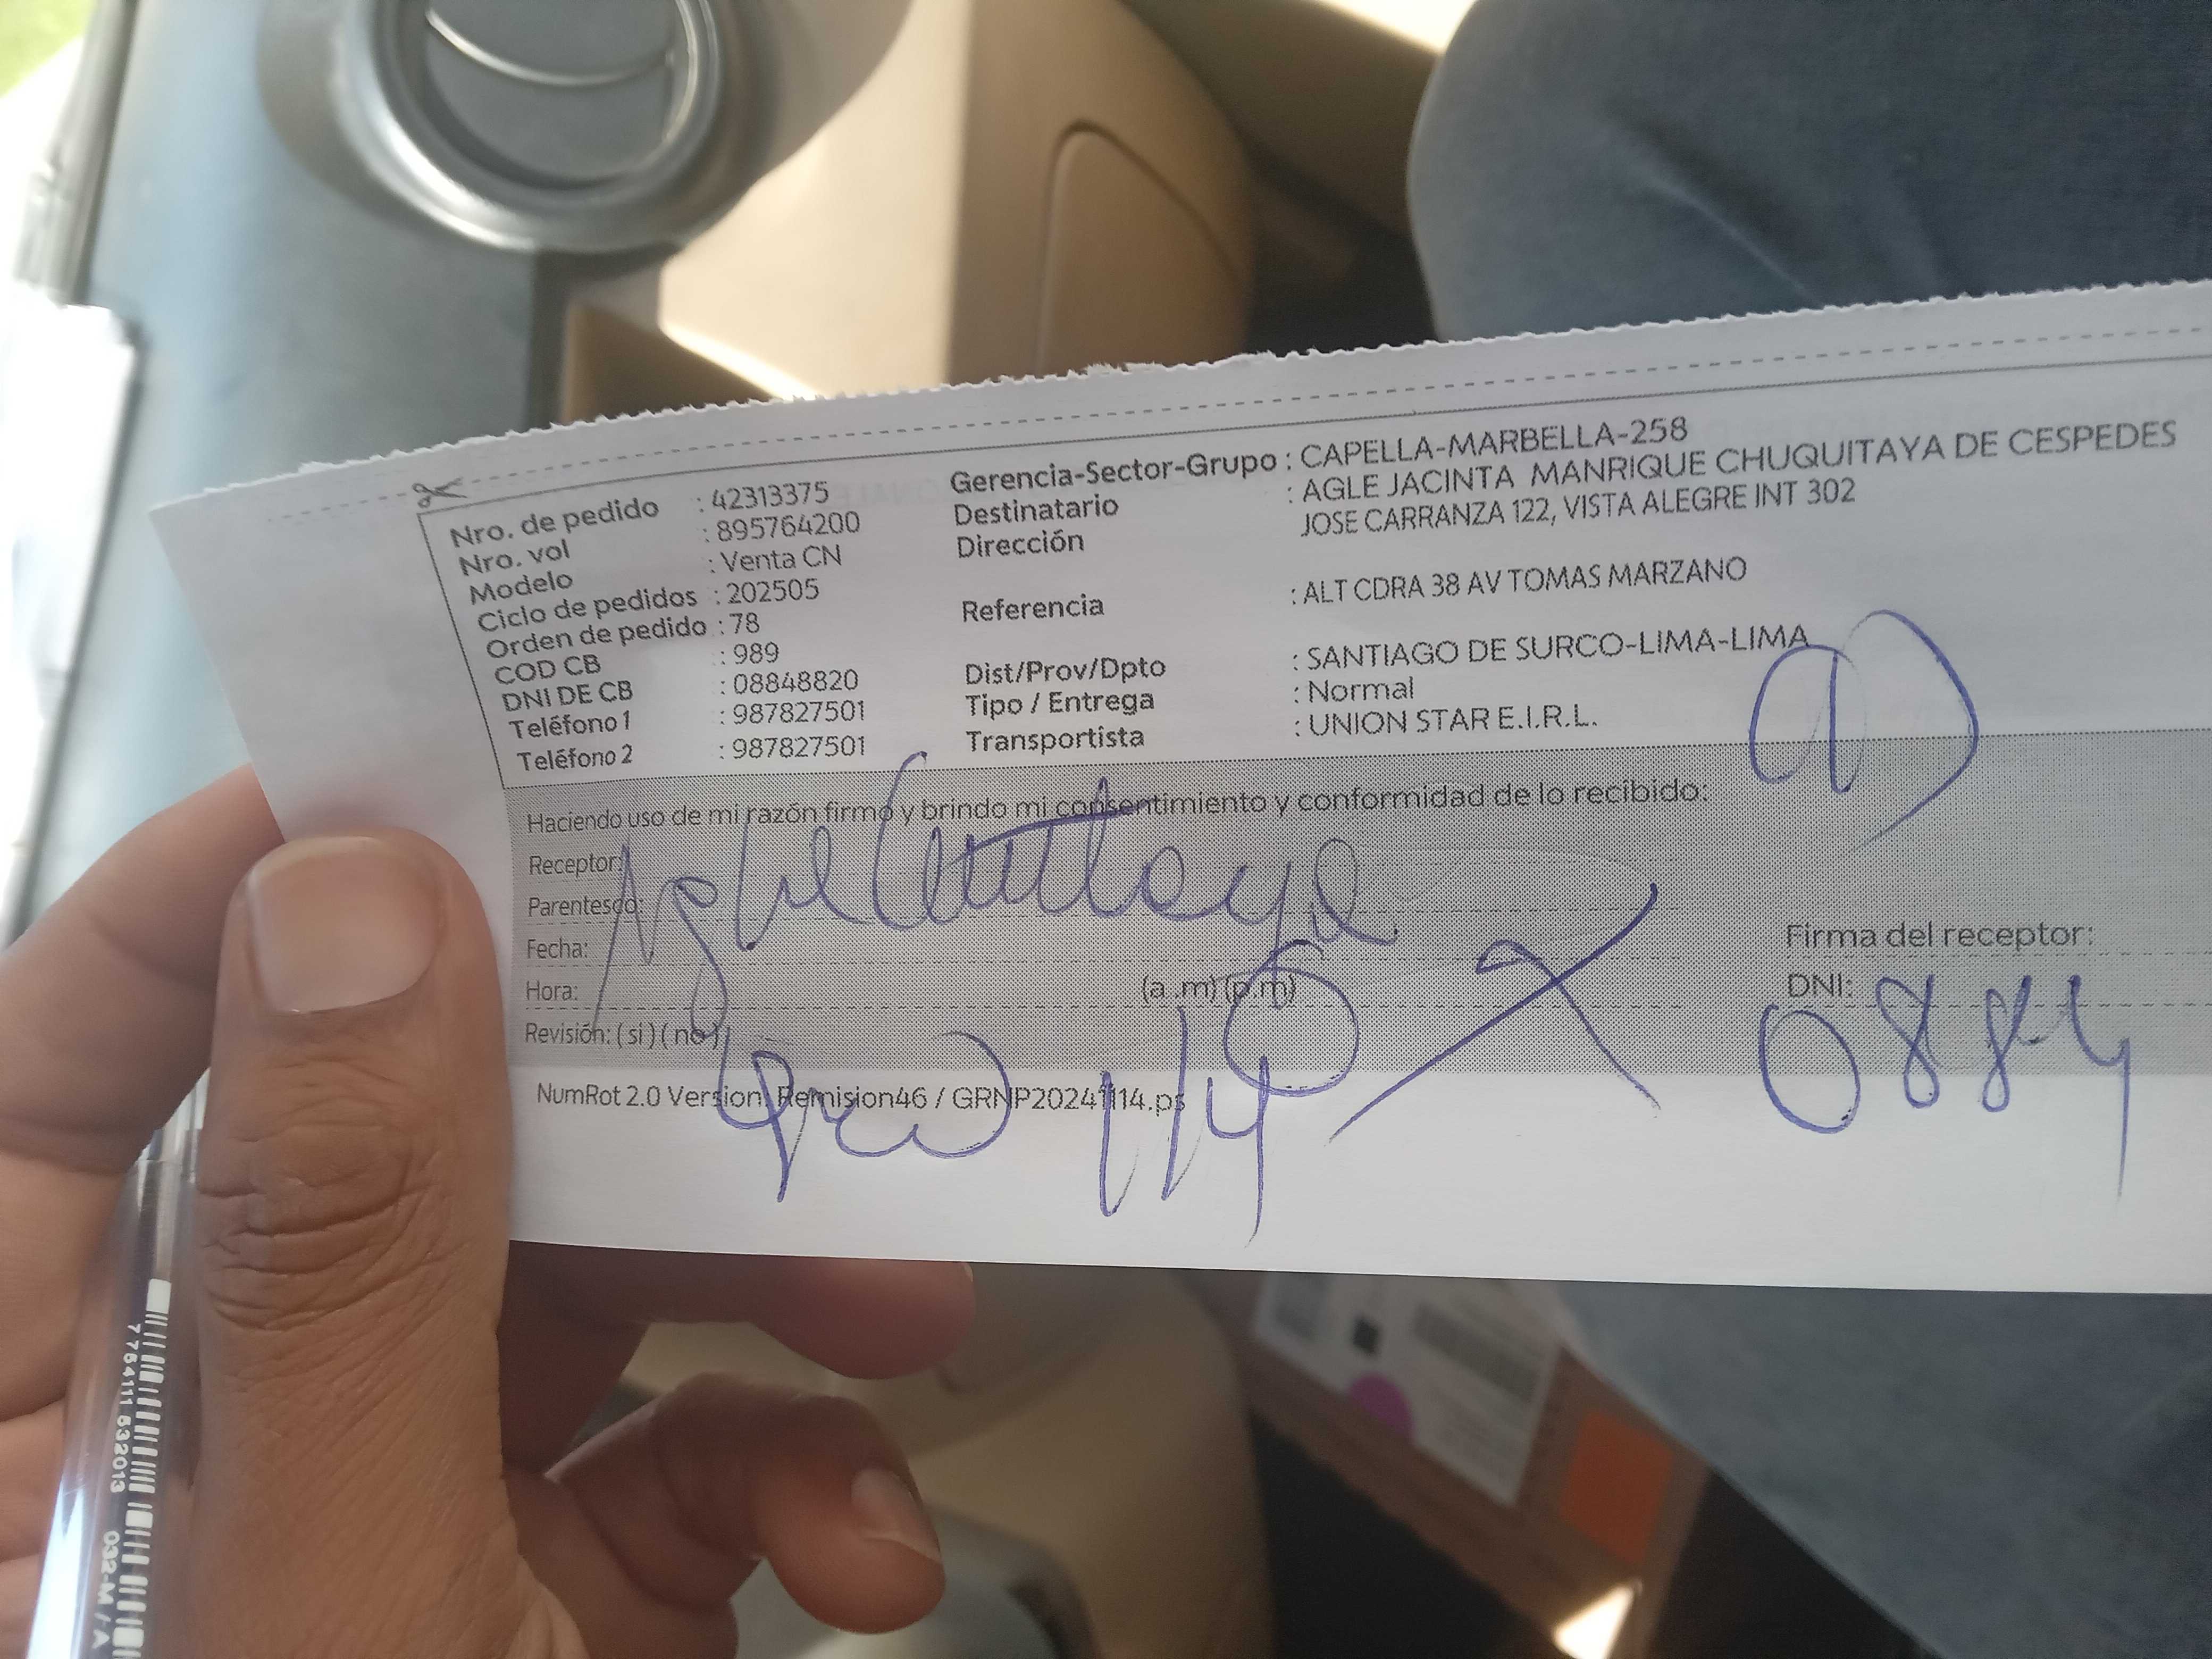 Nro. de pedido : 42313375
Nro. vol : 895764200
Modelo : Venta CN
Ciclo de pedidos : 202505
Orden de pedido : 78
COD CB : 989
DNI DE CB : 08848820
Teléfono 1 : 987827501
Teléfono 2 : 987827501
Gerencia-Sector-Grupo : CAPELLA-MARBELLA-258
Destinatario : AGLE JACINTA MANRIQUE CHUQUITAYA DE CESPEDES
Dirección JOSE CARRANZA 122, VISTA ALEGRE INT 302
Referencia : ALT CDRA 38 AV TOMAS MARZANO
Dist/Prov/Dpto : SANTIAGO DE SURCO-LIMA-LIMA
Tipo / Entrega : Normal
Transportista : UNION STAR E.I.R.L.
Haciendo uso de mi razón firmo y brindo mi consentimiento y conformidad de lo recibido:
Receptor:
Parentesco:
Fecha:
Hora: (a .m) (p.m)
Revisión: ( si ) ( no )
Firma del receptor:
DNI: 0884
NumRot 2.0 Version: Remision46 / GRNP20241114.ps
7 754111 532013
032-M / A